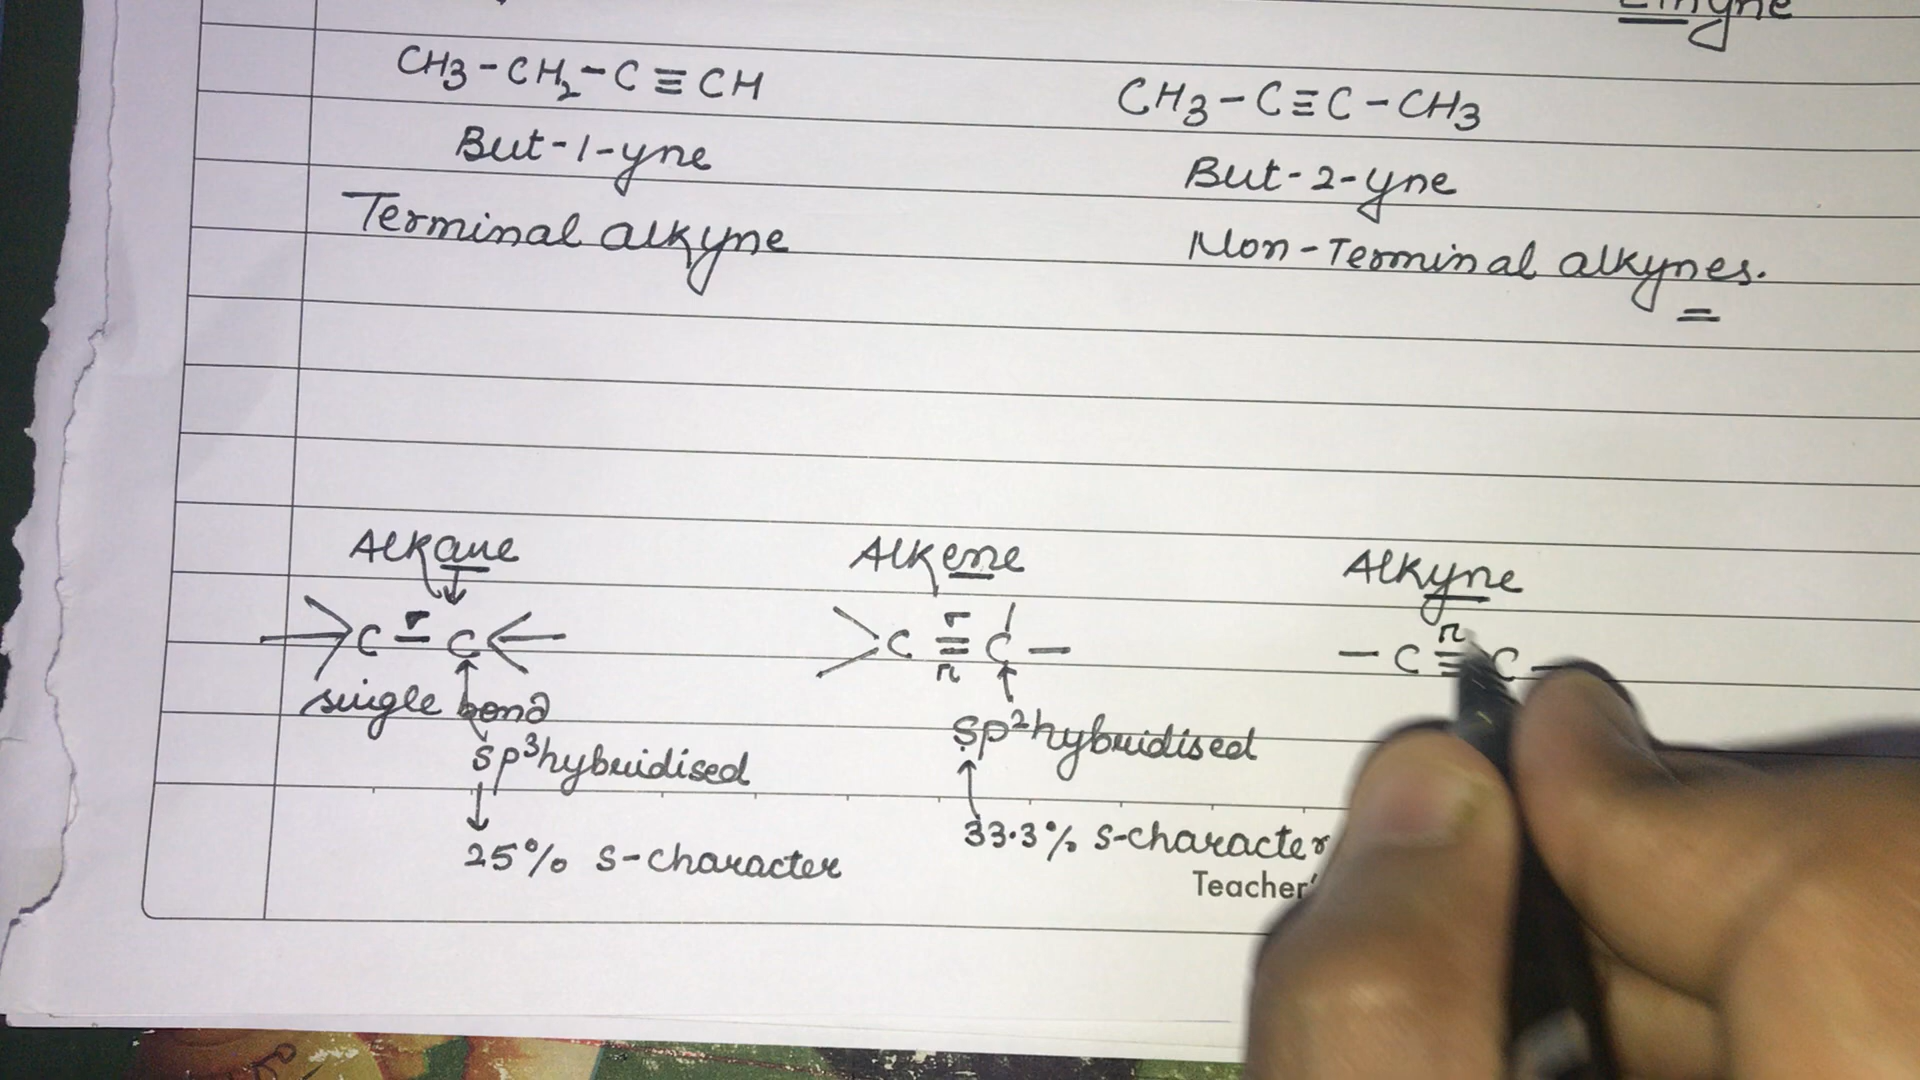 CH3-CH2-C≡CH
CH3-C≡C-CH3
But-1-yne
But-2-yne
Terminal alkyne
Non-Terminal alkynes.
Alkane
Alkene
Alkyne
C-C
C=C
-C≡C-
π
π
single bond
sp3hybridised
sp2hybridised
25% s-character
33.3% s-character
Teacher'